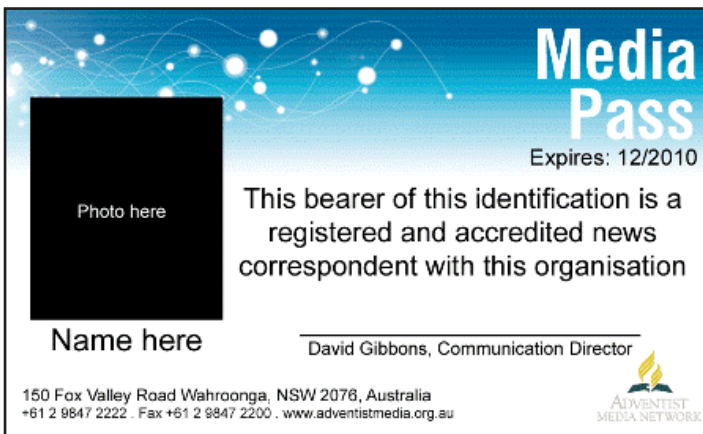 Media
Pass
Expires: 12/2010
Photo here
This bearer of this identification is a
registered and accredited news
correspondent with this organisation
Name here
David Gibbons, Communication Director
150 Fox Valley Road Wahroonga, NSW 2076, Australia
+61 2 9847 2222 . Fax +61 2 9847 2200 . www.adventistmedia.org.au
ADVENTIST
MEDIA NETWORK